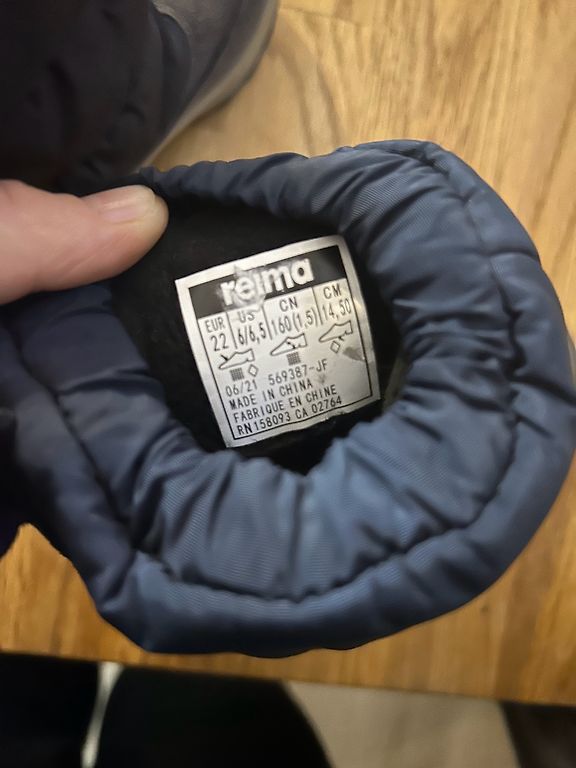 reima
EUR US CN CM
22 6/6,5 160(1,5) 14,50
06/21 569387-JF
MADE IN CHINA
FABRIQUE EN CHINE
RN158093 CA 02764